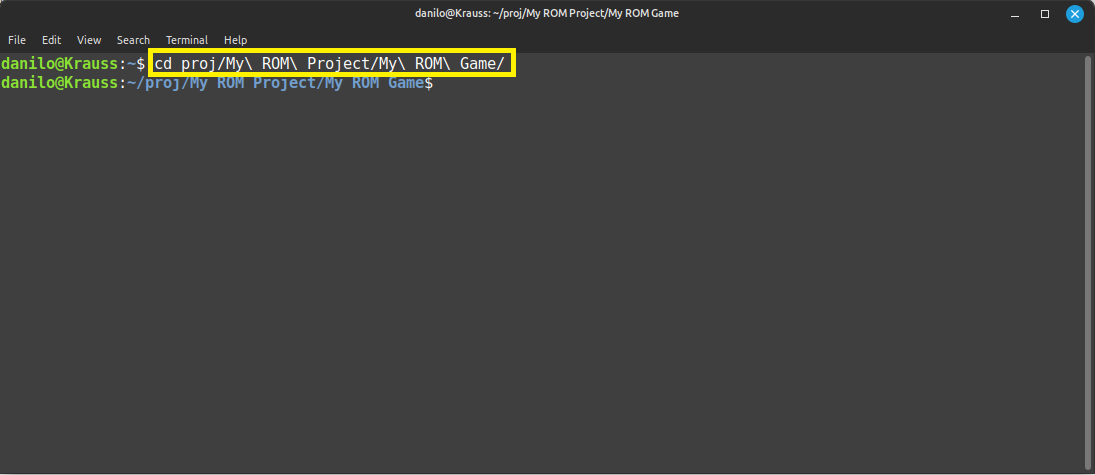 danilo@Krauss: ~/proj/My ROM Project/My ROM Game
File Edit View Search Terminal Help
danilo@Krauss:~$ cd proj/My\ ROM\ Project/My\ ROM\ Game/
danilo@Krauss:~/proj/My ROM Project/My ROM Game$